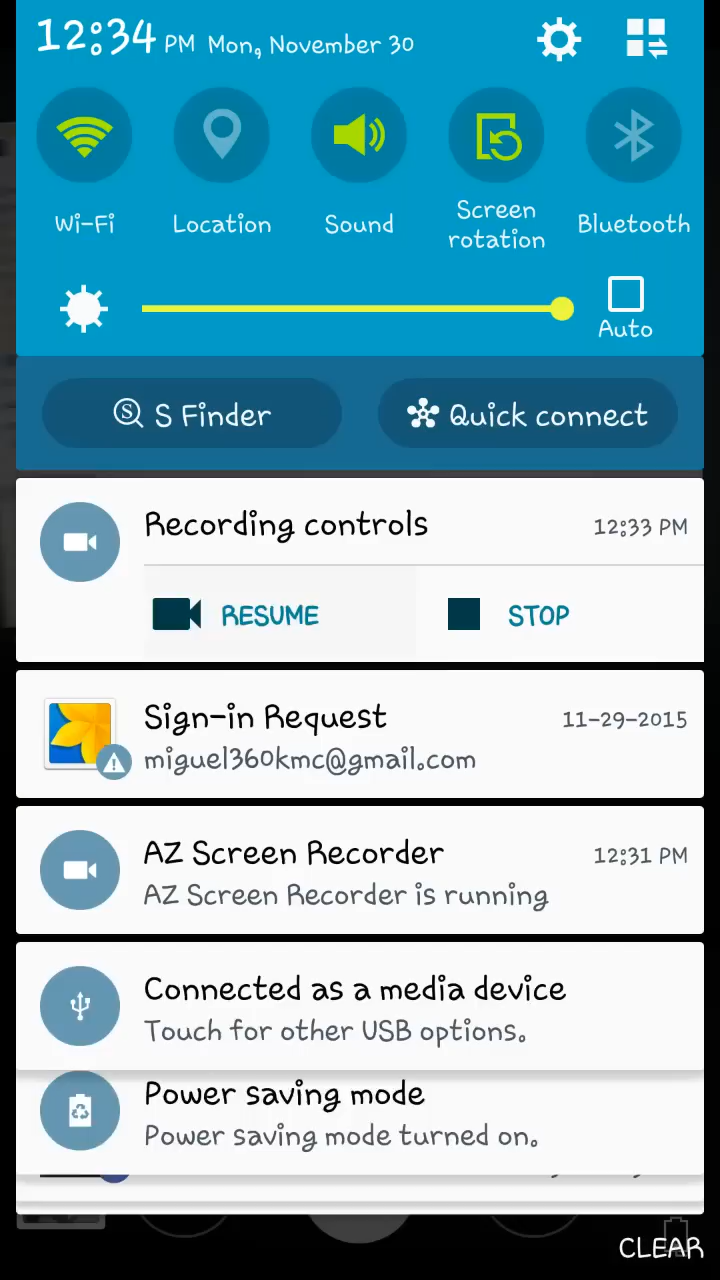 12:34 PM Mon, November 30
Wi-Fi
Location
Sound
Screen
rotation
Bluetooth
Auto
S Finder
Quick connect
Recording controls 12:33 PM
RESUME STOP
Sign-in Request 11-29-2015
miguel360kmc@gmail.com
AZ Screen Recorder 12:31 PM
AZ Screen Recorder is running
Connected as a media device
Touch for other USB options.
Power saving mode
Power saving mode turned on.
CLEAR